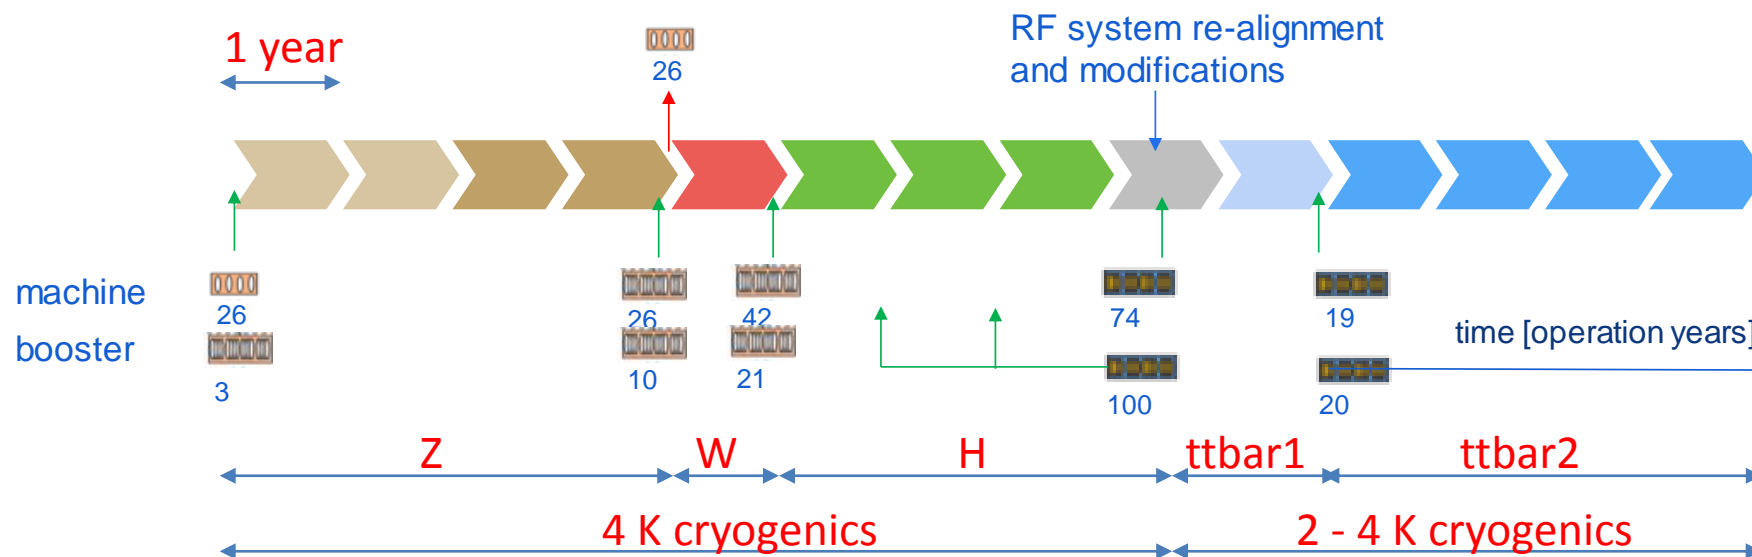 1 year
26
RF system re-alignment
and modifications
machine
26
26
42
74
19
booster
3
10
21
100
20
time [operation years]
Z
W
H
ttbar1
ttbar2
4 K cryogenics
2 - 4 K cryogenics